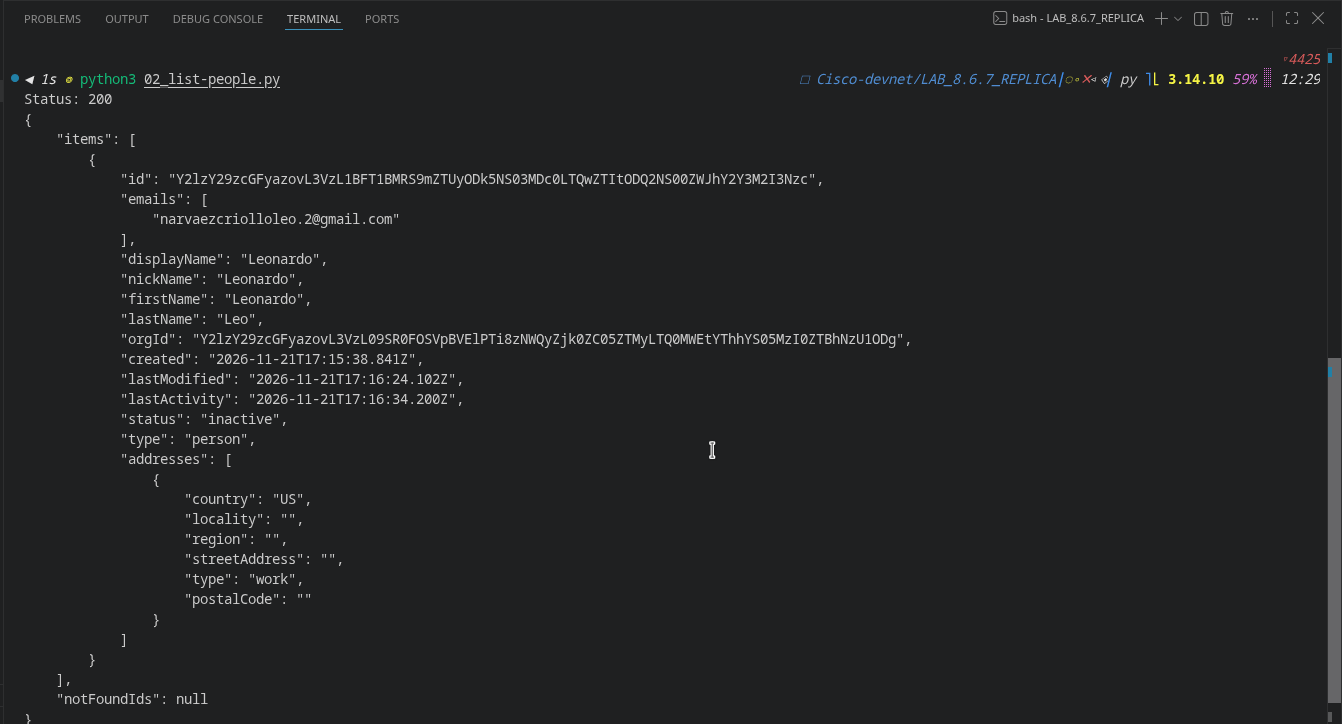 PROBLEMS OUTPUT DEBUG CONSOLE TERMINAL PORTS bash - LAB_8.6.7_REPLICA
4425
1s python3 02_list-people.py Cisco-devnet/LAB_8.6.7_REPLICA py 3.14.10 59% 12:29
Status: 200
{
"items": [
{
"id": "Y2lzY29zcGFyazovL3VzL1BFT1BMRS9mZTUyODk5NS03MDc0LTQwZTItODQ2NS00ZWJhY2Y3M2I3Nzc",
"emails": [
"narvaezcriolloleo.2@gmail.com"
],
"displayName": "Leonardo",
"nickName": "Leonardo",
"firstName": "Leonardo",
"lastName": "Leo",
"orgId": "Y2lzY29zcGFyazovL3VzL09SR0FOSVpBVElPTi8zNWQyZjk0ZC05ZTMyLTQ0MWEtYThhYS05MzI0ZTBhNzU1ODg",
"created": "2026-11-21T17:15:38.841Z",
"lastModified": "2026-11-21T17:16:24.102Z",
"lastActivity": "2026-11-21T17:16:34.200Z",
"status": "inactive",
"type": "person",
"addresses": [
{
"country": "US",
"locality": "",
"region": "",
"streetAddress": "",
"type": "work",
"postalCode": ""
}
]
}
],
"notFoundIds": null
}